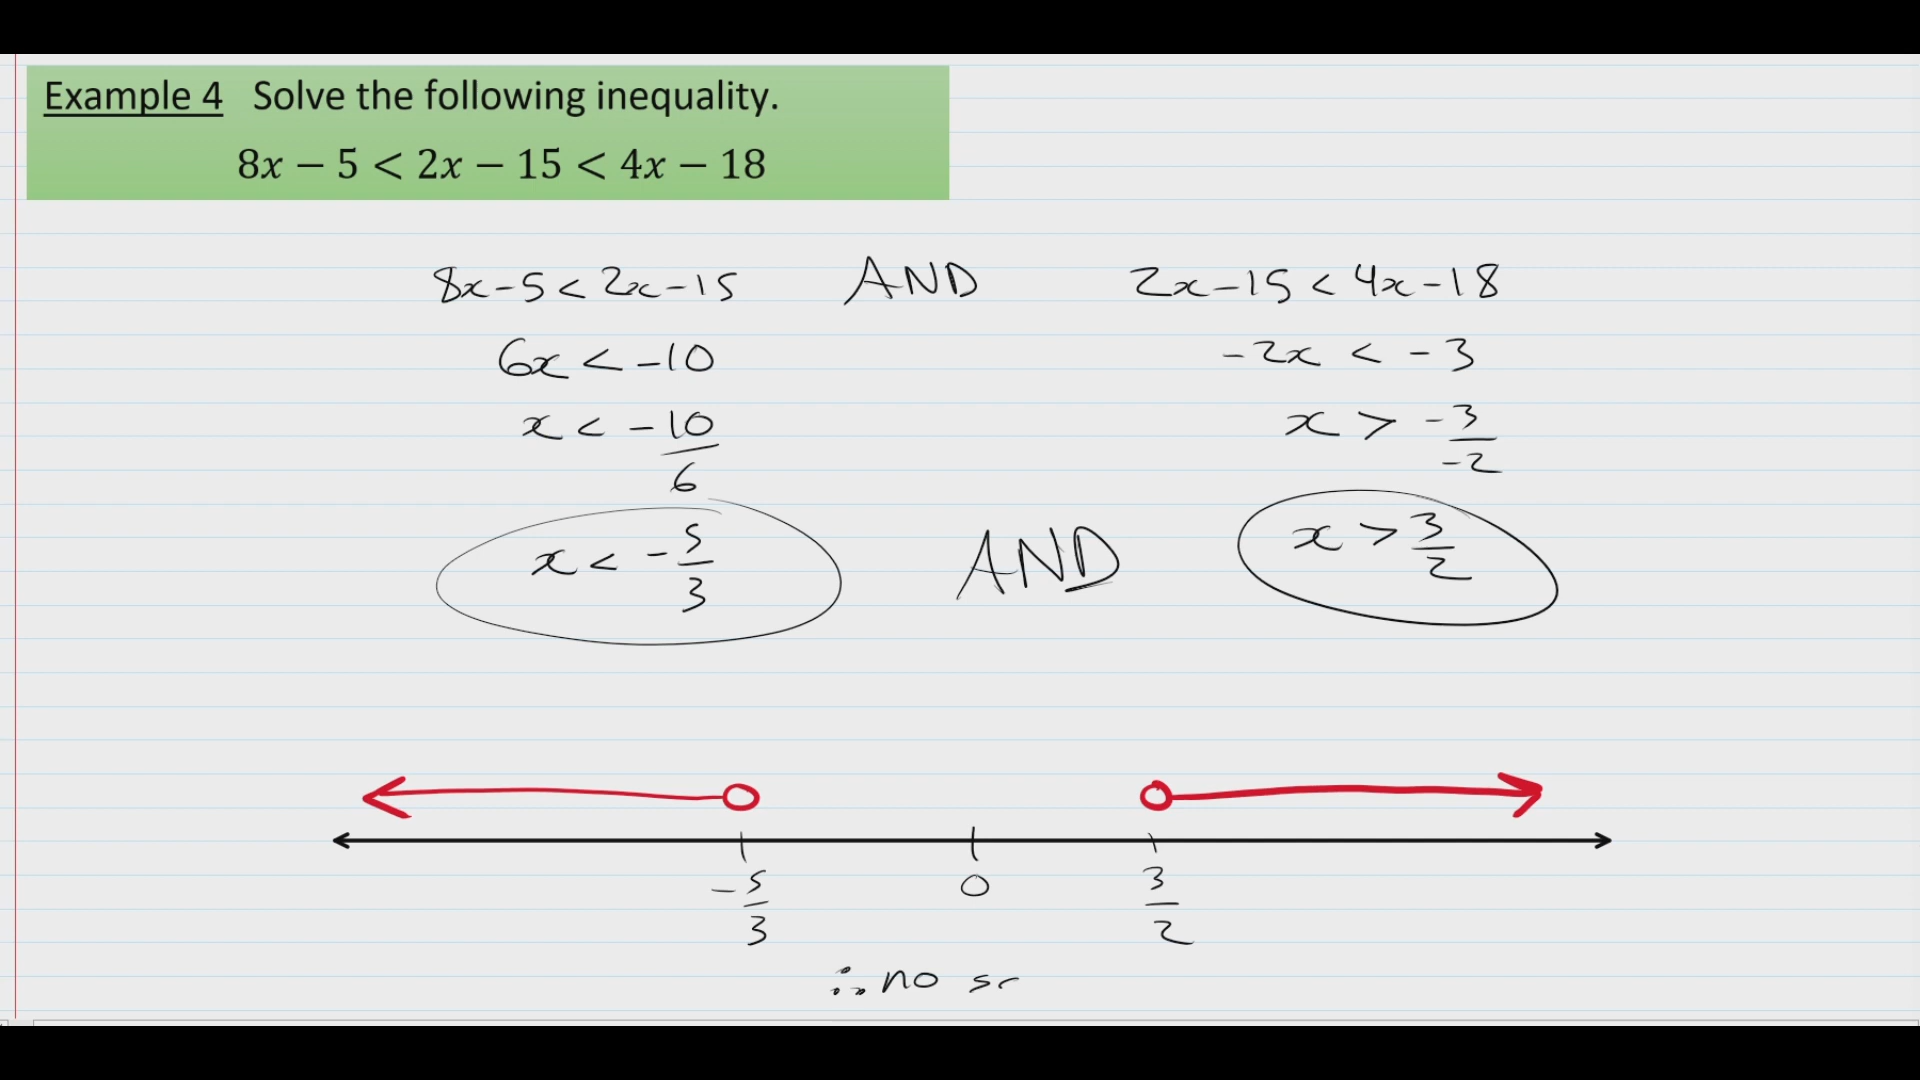 Example 4 Solve the following inequality.
8x − 5 < 2x − 15 < 4x − 18
8x - 5 < 2x - 15 AND 2x - 15 < 4x - 18
6x < -10 -2x < -3
x < -10/6 x > -3/-2
x < -5/3 AND x > 3/2
-5/3 0 3/2
∴ no